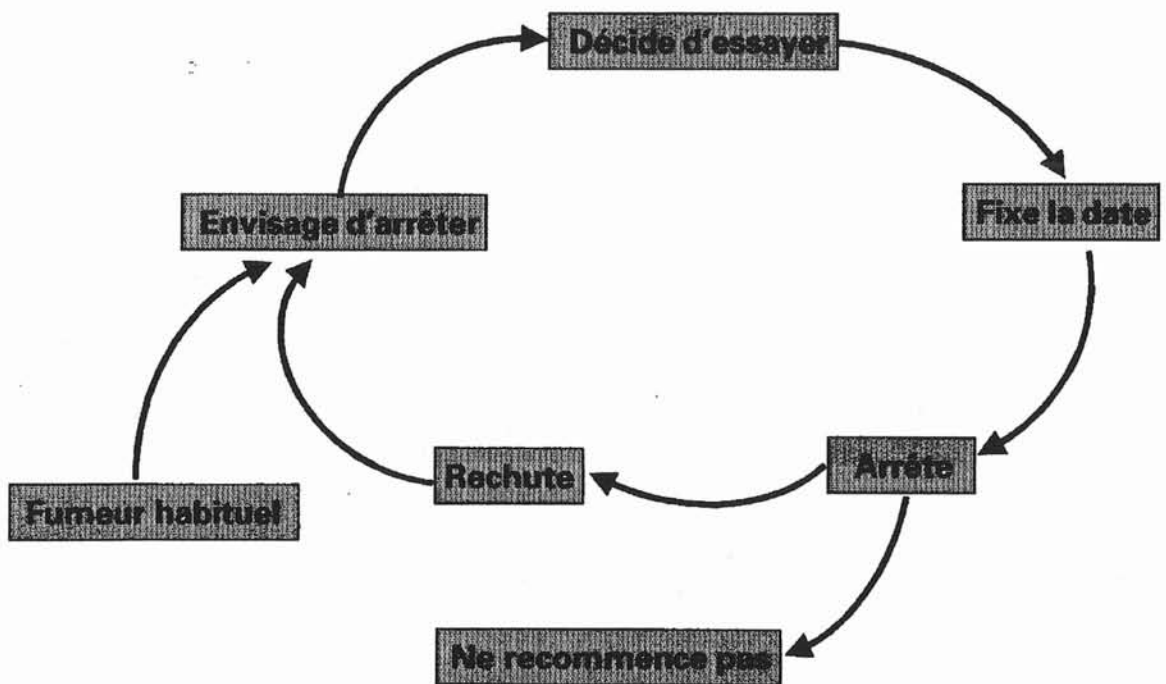 Décide d'essayer
Envisage d'arrêter
Fixe la date
Rechute
Arrête
Fumeur habituel
Ne recommence pas